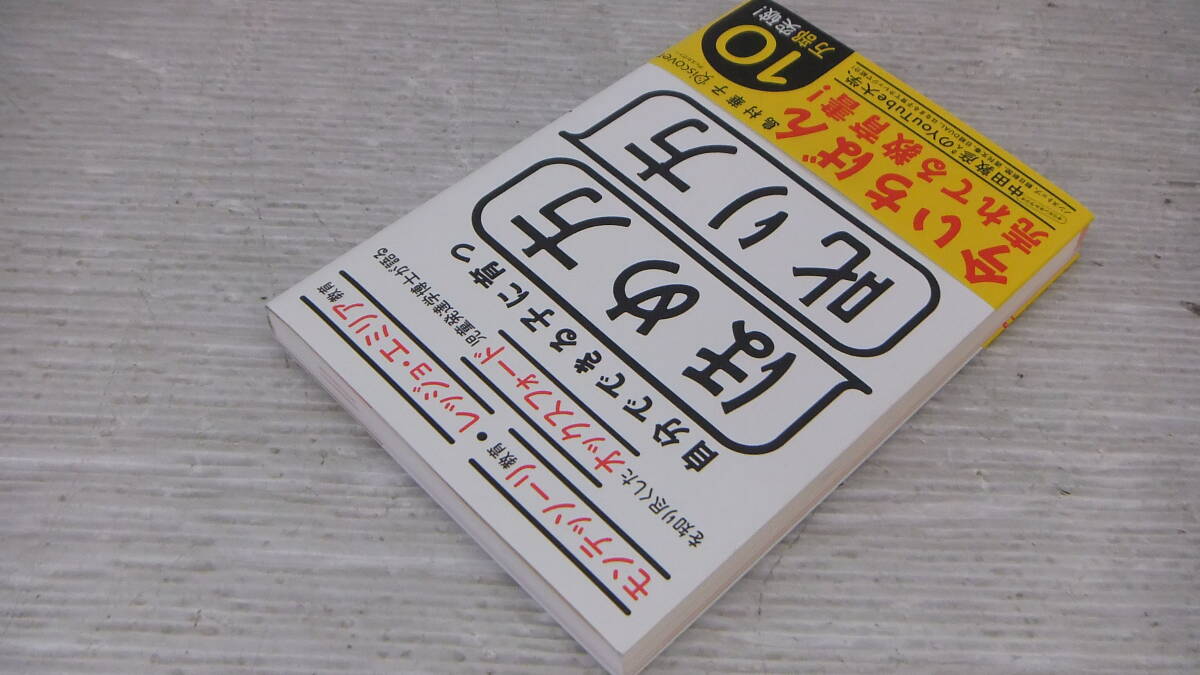 モンテッソーリ教育・レッジョ・エミリア教育
を知り尽くしたオックスフォード児童発達学博士が語る
自分でできる子に育つ
ほめ方
叱り方
島村華子
Discover
今いちばん
売れてる教育書!
中田敦彦さんのYouTube大学、
10
万部突破!